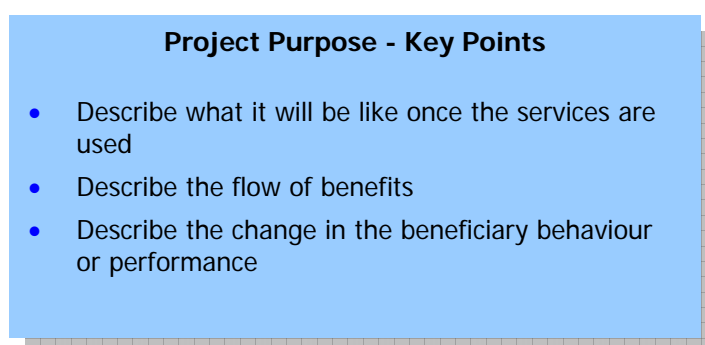 Project Purpose - Key Points
• Describe what it will be like once the services are
used
• Describe the flow of benefits
• Describe the change in the beneficiary behaviour
or performance